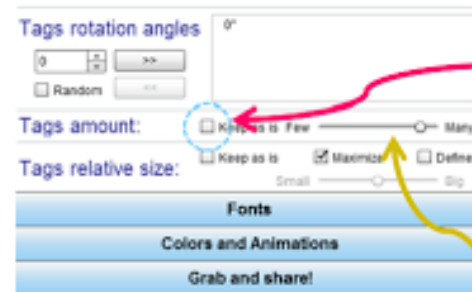 Tags rotation angles
0°
0
>>
Random
<<
Tags amount:
Keep as is Few Many
Tags relative size:
Keep as is Maximize Define
Small Big
Fonts
Colors and Animations
Grab and share!